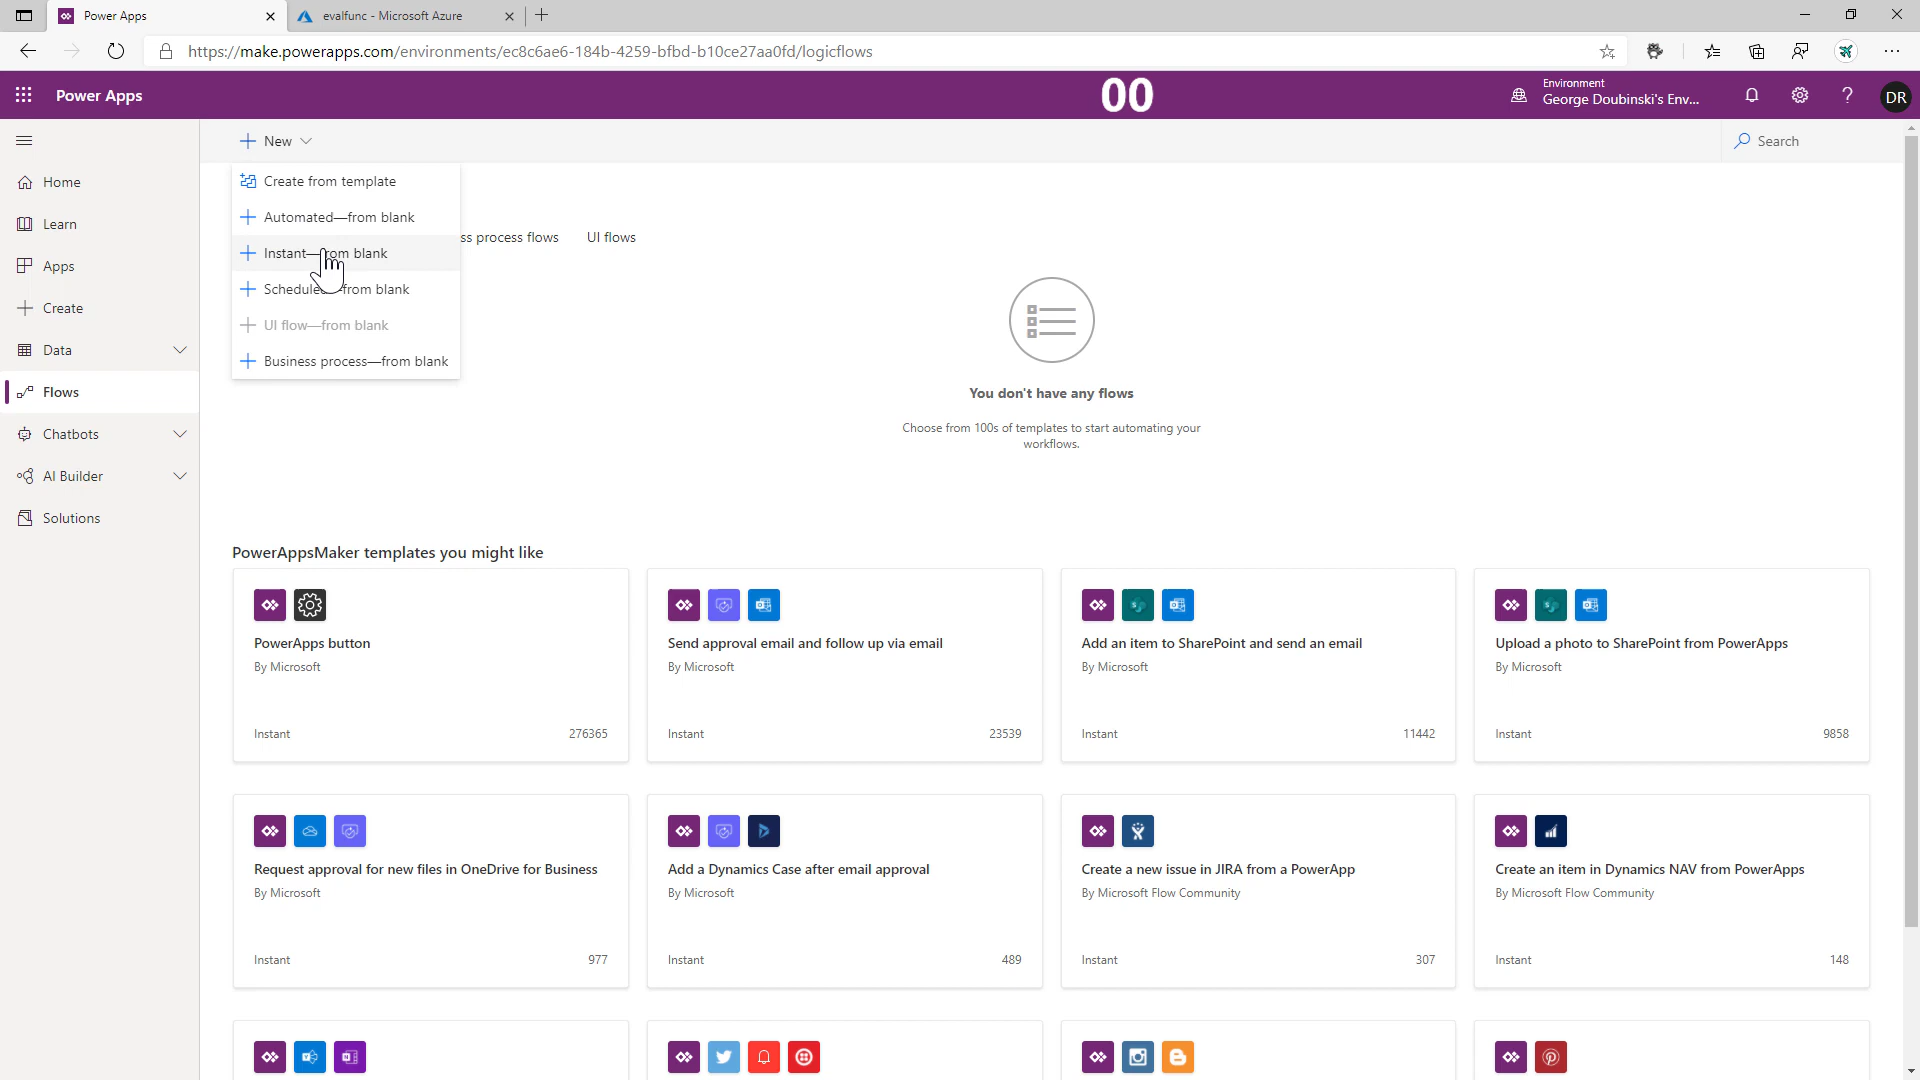 Power Apps
evalfunc - Microsoft Azure
https://make.powerapps.com/environments/ec8c6ae6-184b-4259-bfbd-b10ce27aa0fd/logicflows
Power Apps
00
Environment
George Doubinski's Env...
?
DR
New
Search
Home
Learn
Apps
Create
Data
Flows
Chatbots
AI Builder
Solutions
Create from template
Automated—from blank
Instant—from blank
Scheduled—from blank
UI flow—from blank
Business process—from blank
ss process flows
UI flows
You don't have any flows
Choose from 100s of templates to start automating your
workflows.
PowerAppsMaker templates you might like
PowerApps button
By Microsoft
Instant
276365
Send approval email and follow up via email
By Microsoft
Instant
23539
Add an item to SharePoint and send an email
By Microsoft
Instant
11442
Upload a photo to SharePoint from PowerApps
By Microsoft
Instant
9858
Request approval for new files in OneDrive for Business
By Microsoft
Instant
977
Add a Dynamics Case after email approval
By Microsoft
Instant
489
Create a new issue in JIRA from a PowerApp
By Microsoft Flow Community
Instant
307
Create an item in Dynamics NAV from PowerApps
By Microsoft Flow Community
Instant
148